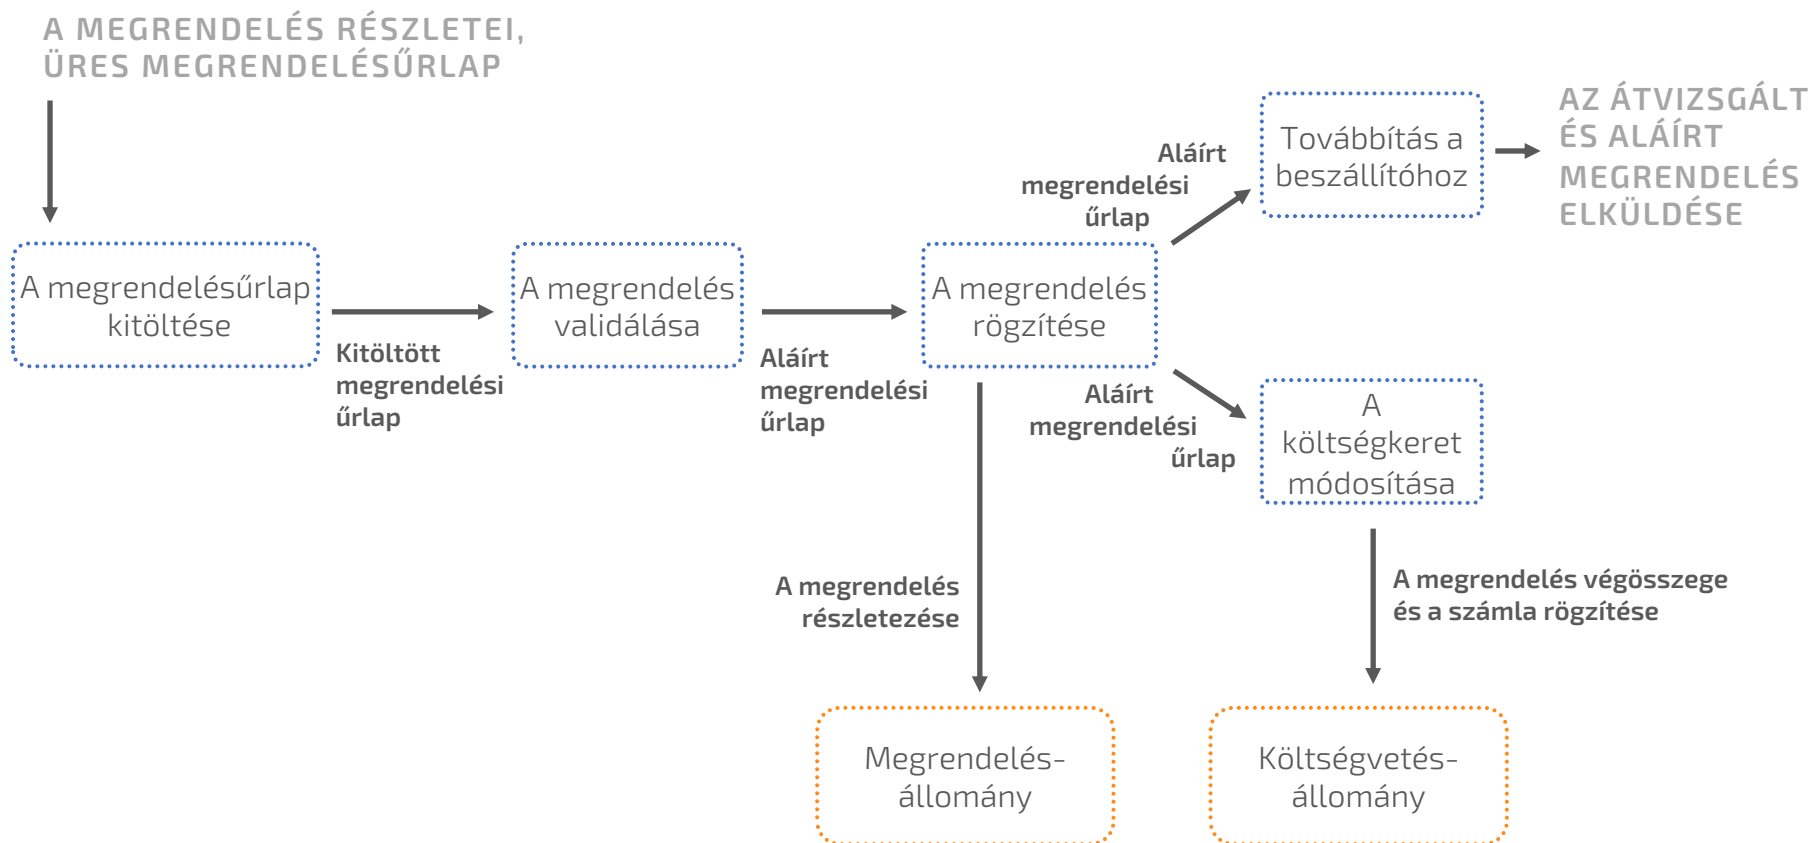 A MEGRENDELÉS RÉSZLETEI,
ÜRES MEGRENDELÉSŰRLAP
A megrendelésűrlap
kitöltése
Kitöltött
megrendelési
űrlap
A megrendelés
validálása
Aláírt
megrendelési
űrlap
A megrendelés
rögzítése
Aláírt
megrendelési
űrlap
Továbbítás a
beszállítóhoz
AZ ÁTVIZSGÁLT
ÉS ALÁÍRT
MEGRENDELÉS
ELKÜLDÉSE
Aláírt
megrendelési
űrlap
A
költségkeret
módosítása
A megrendelés
részletezése
A megrendelés végösszege
és a számla rögzítése
Megrendelés-
állomány
Költségvetés-
állomány